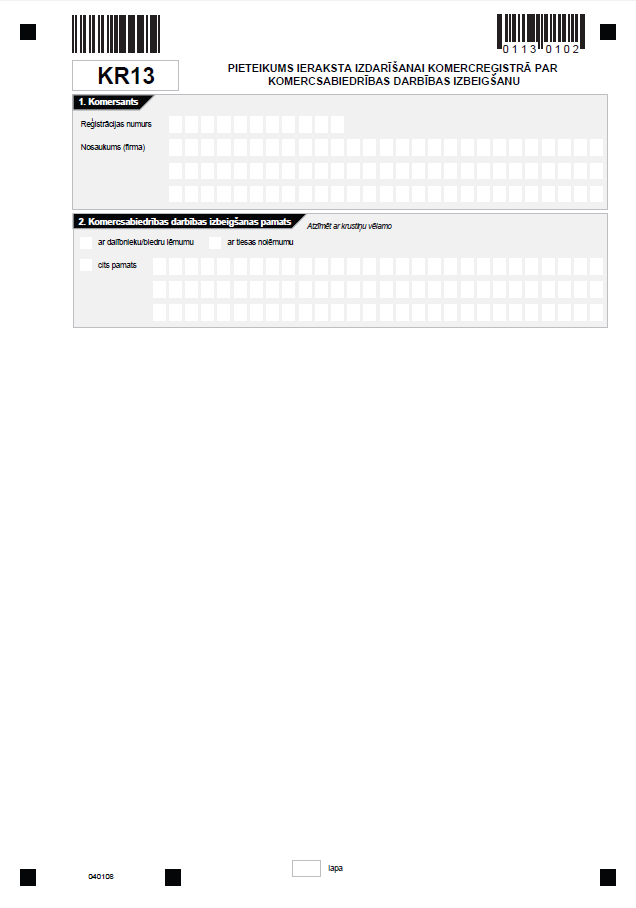 0113 0102
KR13
PIETEIKUMS IERAKSTA IZDARĪŠANAI KOMERCREĢISTRĀ PAR
KOMERCSABIEDRĪBAS DARBĪBAS IZBEIGŠANU
1. Komersants
Reģistrācijas numurs
Nosaukums (firma)
2. Komercsabiedrības darbības izbeigšanas pamats
Atzīmēt ar krustiņu vēlamo
ar dalībnieku/biedru lēmumu
ar tiesas nolēmumu
cits pamats
040108
lapa